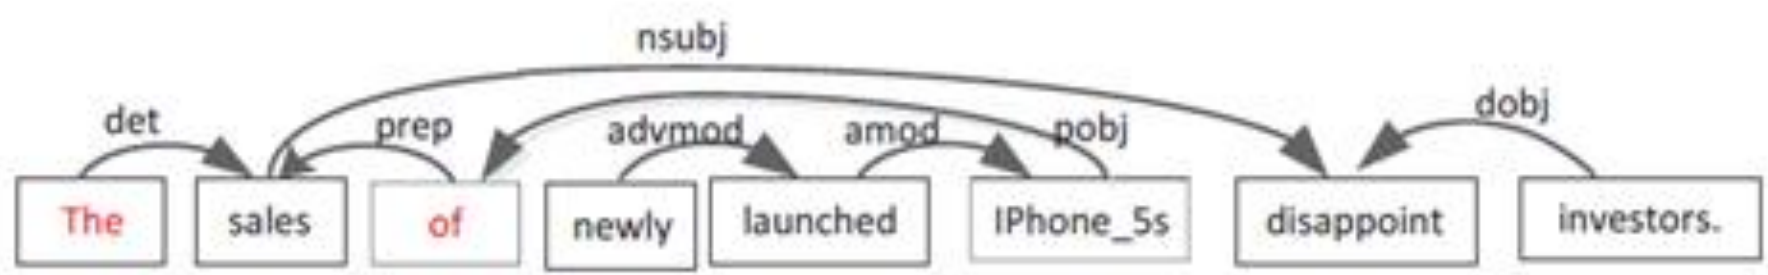 nsubj
det prep advmod amod pobj dobj
The sales of newly launched IPhone_5s disappoint investors.